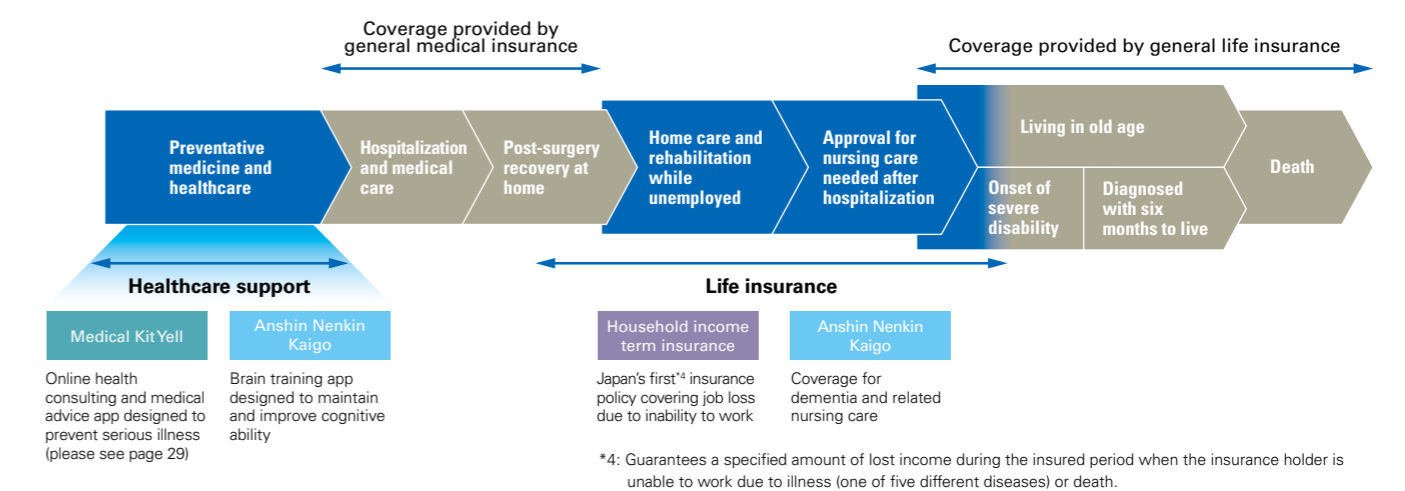 Coverage provided by
general medical insurance
Coverage provided by general life insurance
Preventative
medicine and
healthcare
Hospitalization
and medical
care
Post-surgery
recovery at
home
Home care and
rehabilitation
while
unemployed
Approval for
nursing care
needed after
hospitalization
Living in old age
Onset of
severe
disability
Diagnosed
with six
months to live
Death
Healthcare support
Medical Kit Yell
Online health
consulting and medical
advice app designed to
prevent serious illness
(please see page 29)
Anshin Nenkin
Kaigo
Brain training app
designed to maintain
and improve cognitive
ability
Life insurance
Household income
term insurance
Japan's first*4 insurance
policy covering job loss
due to inability to work
Anshin Nenkin
Kaigo
Coverage for
dementia and related
nursing care
*4: Guarantees a specified amount of lost income during the insured period when the insurance holder is
unable to work due to illness (one of five different diseases) or death.